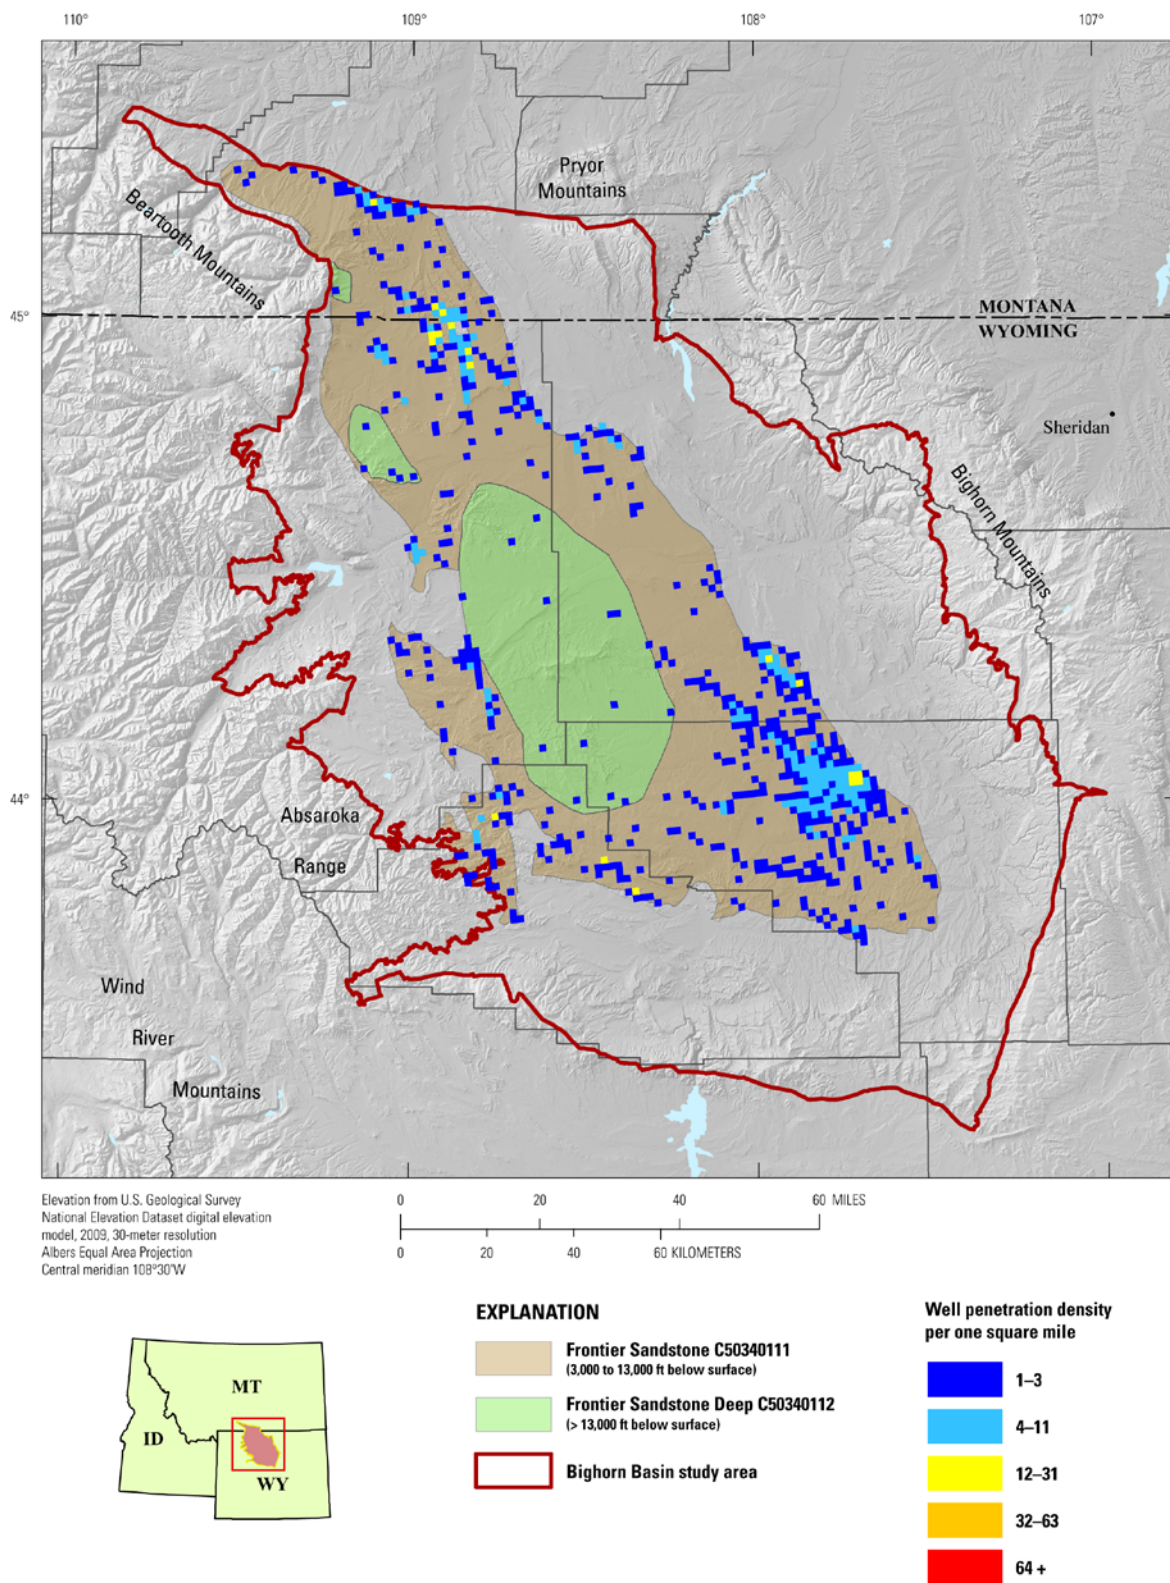 110°
109°
108°
107°
Pryor
Mountains
Beartooth Mountains
45°
MONTANA
WYOMING
Sheridan
Bighorn Mountains
44°
Absaroka
Range
Wind
River
Mountains
Elevation from U.S. Geological Survey
National Elevation Dataset digital elevation
model, 2009, 30-meter resolution
Albers Equal Area Projection
Central meridian 108°30'W
0 20 40 60 MILES
0 20 40 60 KILOMETERS
MT
ID
WY
EXPLANATION
Frontier Sandstone C50340111
(3,000 to 13,000 ft below surface)
Frontier Sandstone Deep C50340112
(> 13,000 ft below surface)
Bighorn Basin study area
Well penetration density
per one square mile
1–3
4–11
12–31
32–63
64 +